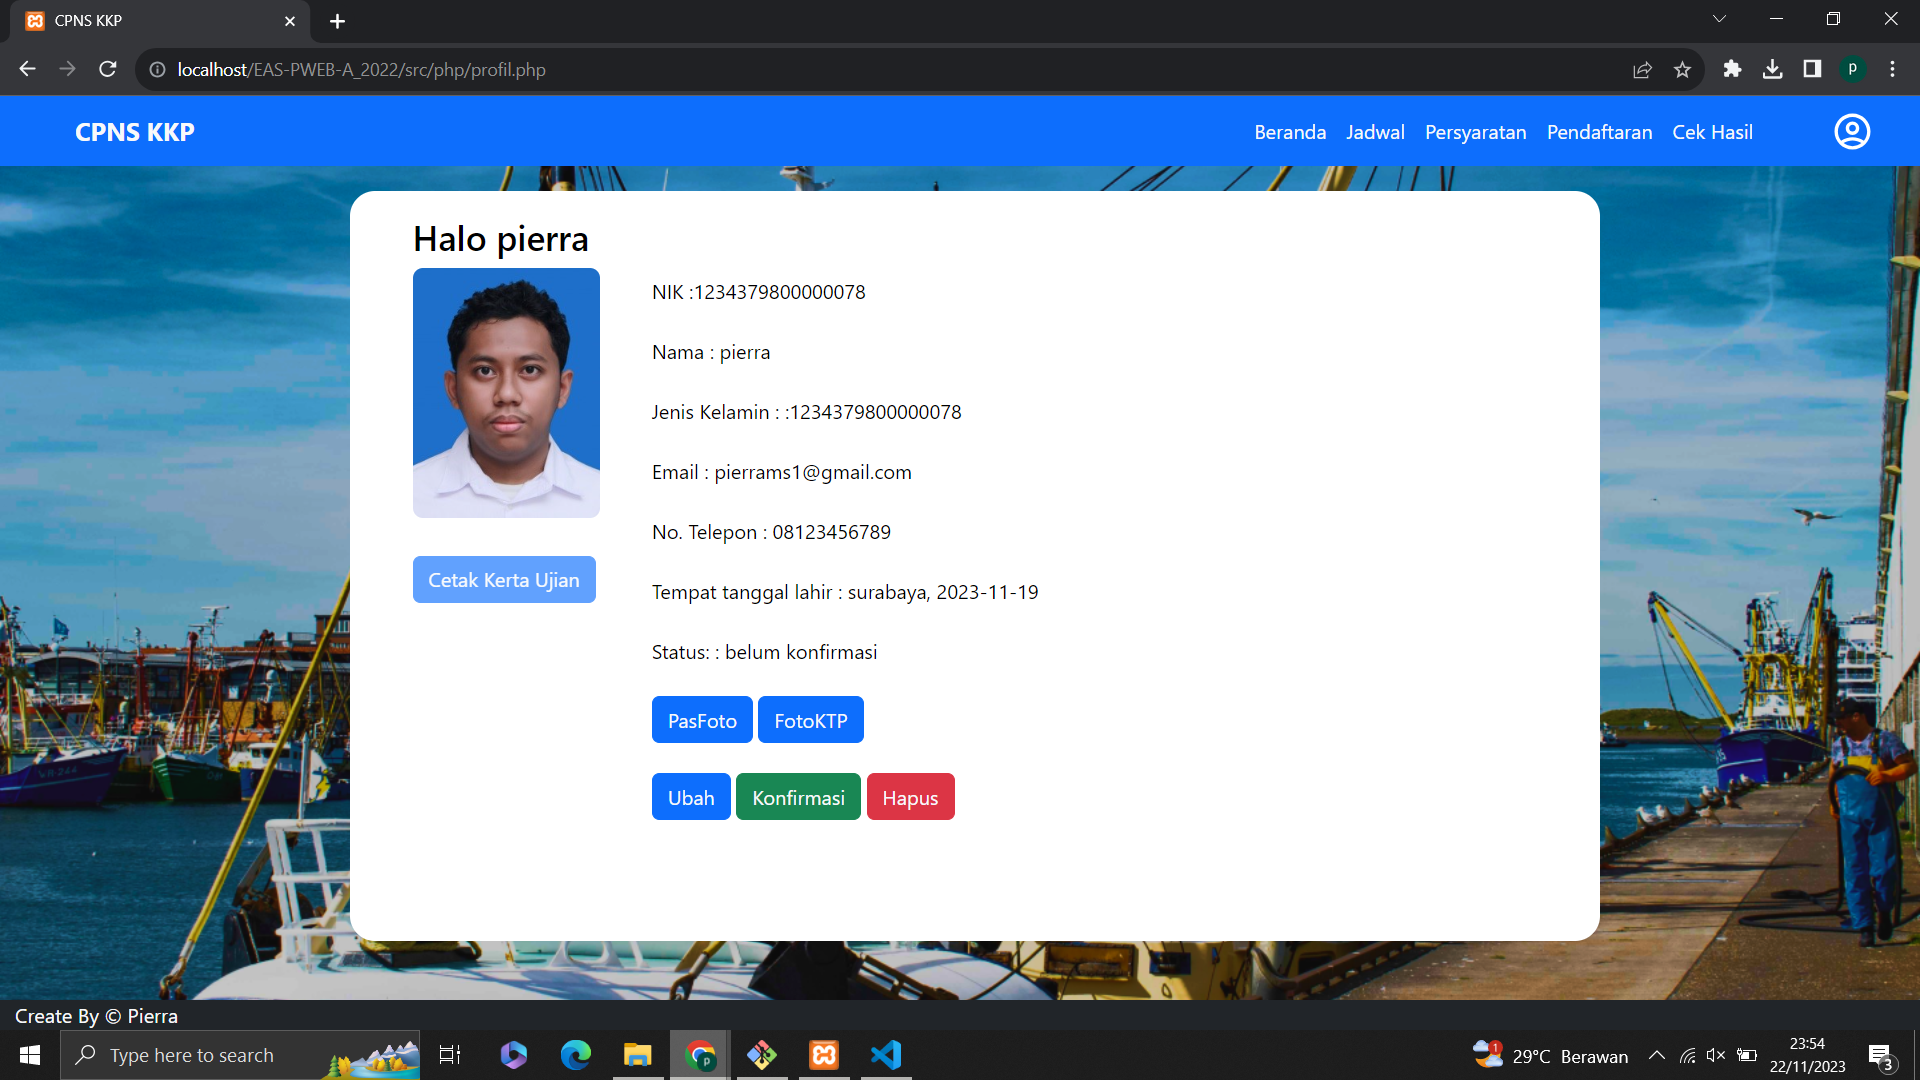 CPNS KKP
localhost/EAS-PWEB-A_2022/src/php/profil.php
p
CPNS KKP
Beranda Jadwal Persyaratan Pendaftaran Cek Hasil
Halo pierra
NIK :1234379800000078
Nama : pierra
Jenis Kelamin : :1234379800000078
Email : pierrams1@gmail.com
No. Telepon : 08123456789
Cetak Kerta Ujian
Tempat tanggal lahir : surabaya, 2023-11-19
Status: : belum konfirmasi
PasFoto FotoKTP
Ubah Konfirmasi Hapus
Create By © Pierra
Type here to search
p
1
29°C Berawan
23:54
22/11/2023
3